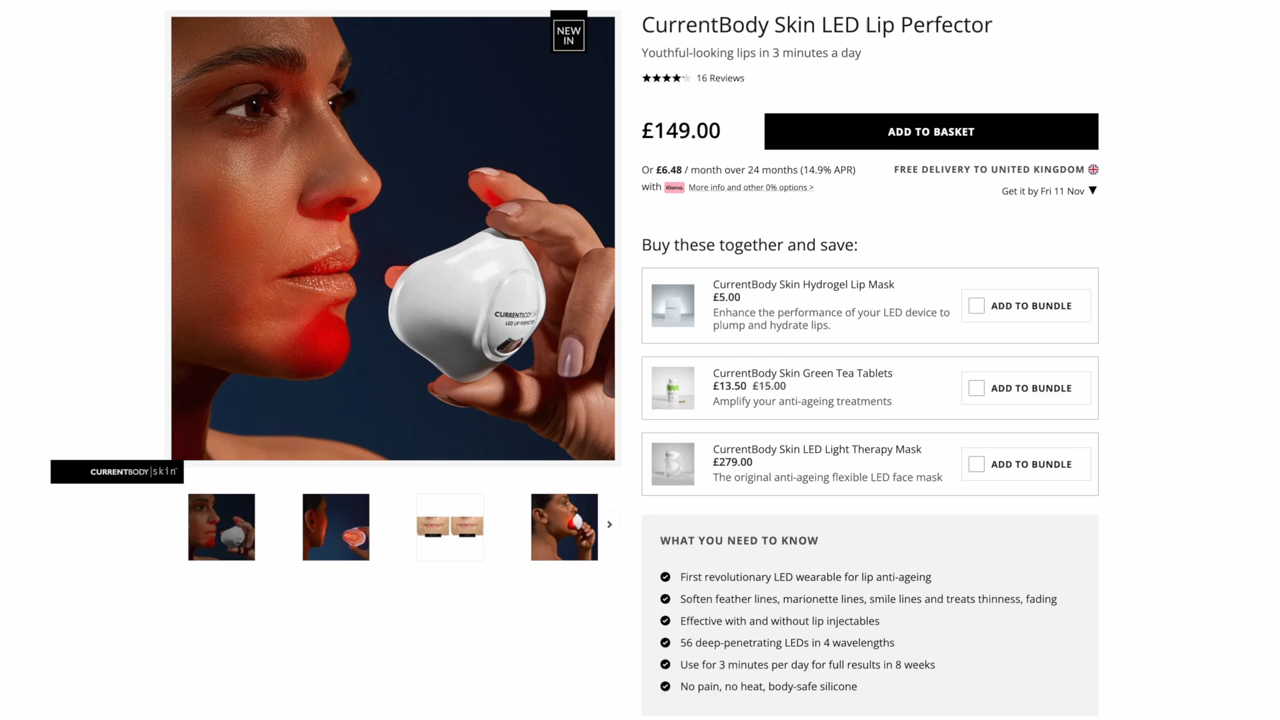 NEW
IN
CURRENTBODY SKIN
LED LIP PERFECTOR
CURRENTBODY|skin
CurrentBody Skin LED Lip Perfector
Youthful-looking lips in 3 minutes a day
16 Reviews
£149.00
ADD TO BASKET
Or £6.48 / month over 24 months (14.9% APR)
with Klarna. More info and other 0% options >
FREE DELIVERY TO UNITED KINGDOM
Get it by Fri 11 Nov
Buy these together and save:
CurrentBody Skin Hydrogel Lip Mask
£5.00
Enhance the performance of your LED device to
plump and hydrate lips.
ADD TO BUNDLE
CurrentBody Skin Green Tea Tablets
£13.50 £15.00
Amplify your anti-ageing treatments
ADD TO BUNDLE
CurrentBody Skin LED Light Therapy Mask
£279.00
The original anti-ageing flexible LED face mask
ADD TO BUNDLE
WHAT YOU NEED TO KNOW
First revolutionary LED wearable for lip anti-ageing
Soften feather lines, marionette lines, smile lines and treats thinness, fading
Effective with and without lip injectables
56 deep-penetrating LEDs in 4 wavelengths
Use for 3 minutes per day for full results in 8 weeks
No pain, no heat, body-safe silicone